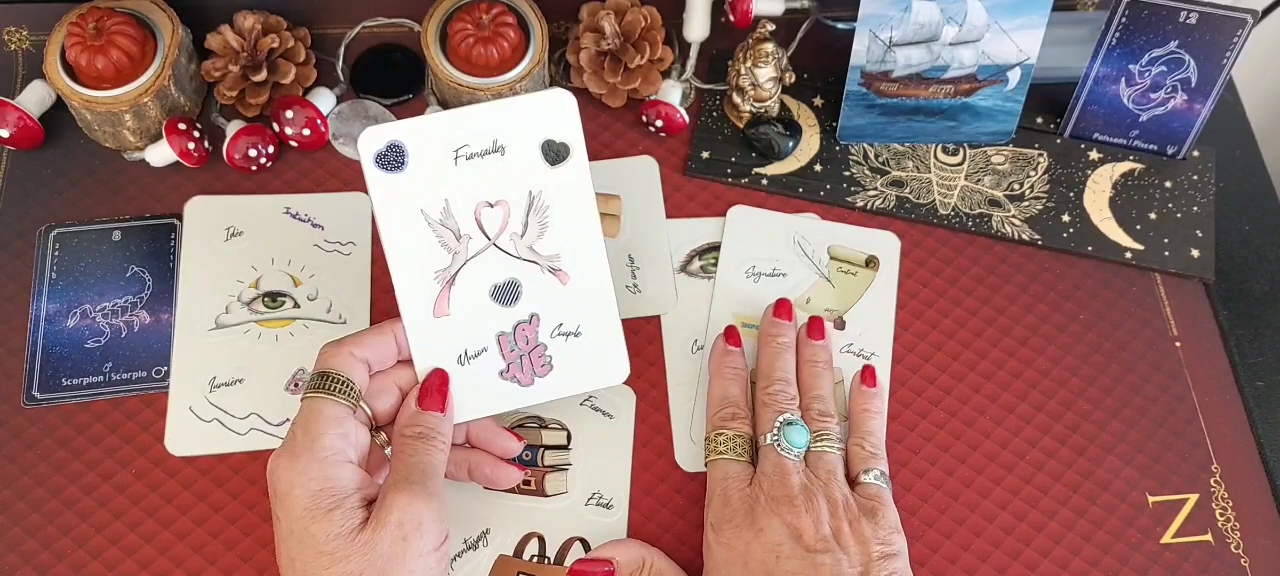 12
Poissons | Pisces
8
Scorpion | Scorpio
Idée
Intuition
Lumière
Fiançailles
Union
LOVE
Couple
Se confier
Signature
Contrat
Contrat
Examen
Étude
N